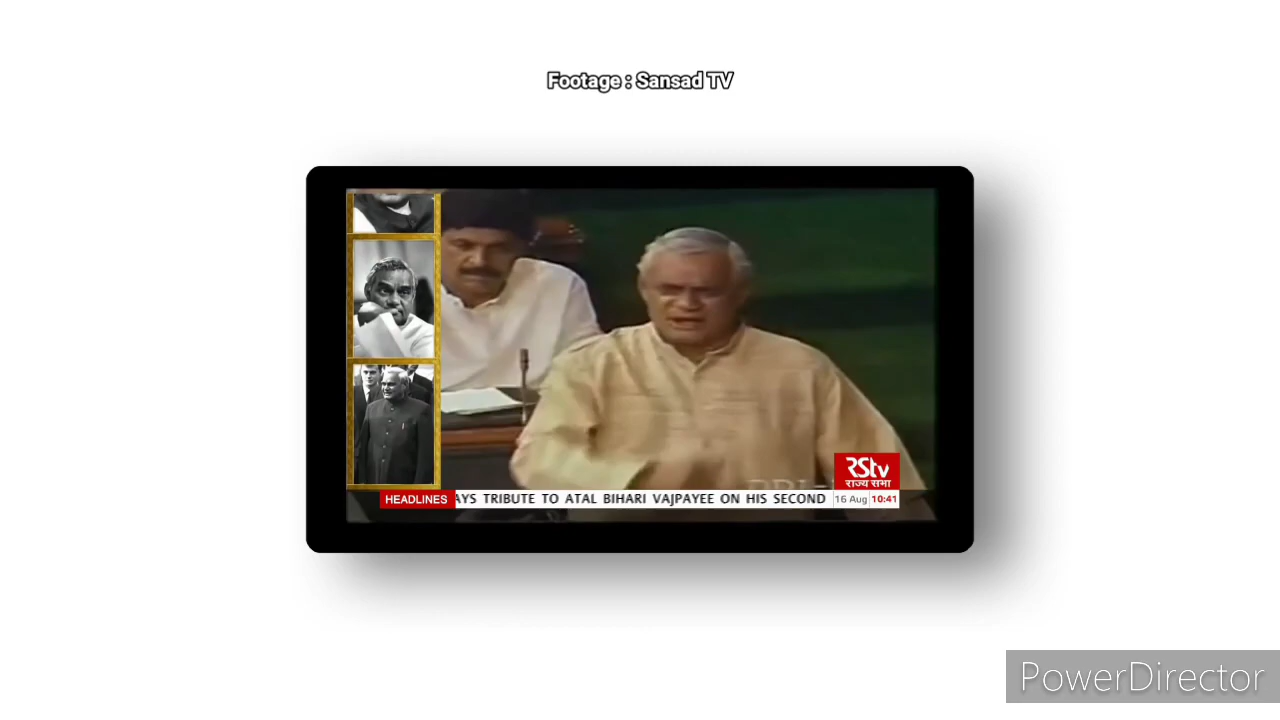 Footage : Sansad TV
RStv
राज्य सभा
HEADLINES AYS TRIBUTE TO ATAL BIHARI VAJPAYEE ON HIS SECOND 16 Aug 10:41
PowerDirector